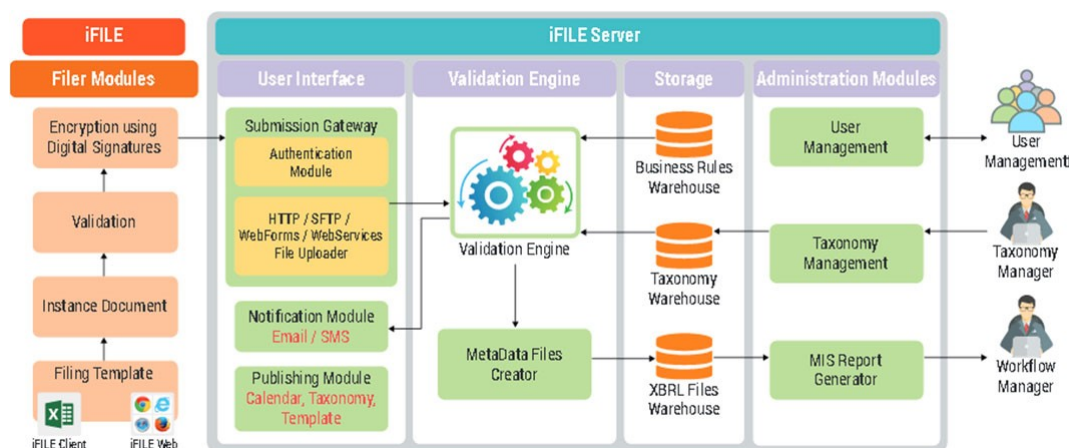 iFILE
Filer Modules
Encryption using
Digital Signatures
Validation
Instance Document
Filing Template
iFILE Client
iFILE Web
iFILE Server
User Interface
Submission Gateway
Authentication
Module
HTTP / SFTP /
WebForms / WebServices
File Uploader
Notification Module
Email / SMS
Publishing Module
Calendar, Taxonomy,
Template
Validation Engine
Validation Engine
MetaData Files
Creator
Storage
Business Rules
Warehouse
Taxonomy
Warehouse
XBRL Files
Warehouse
Administration Modules
User
Management
Taxonomy
Management
MIS Report
Generator
User
Management
Taxonomy
Manager
Workflow
Manager